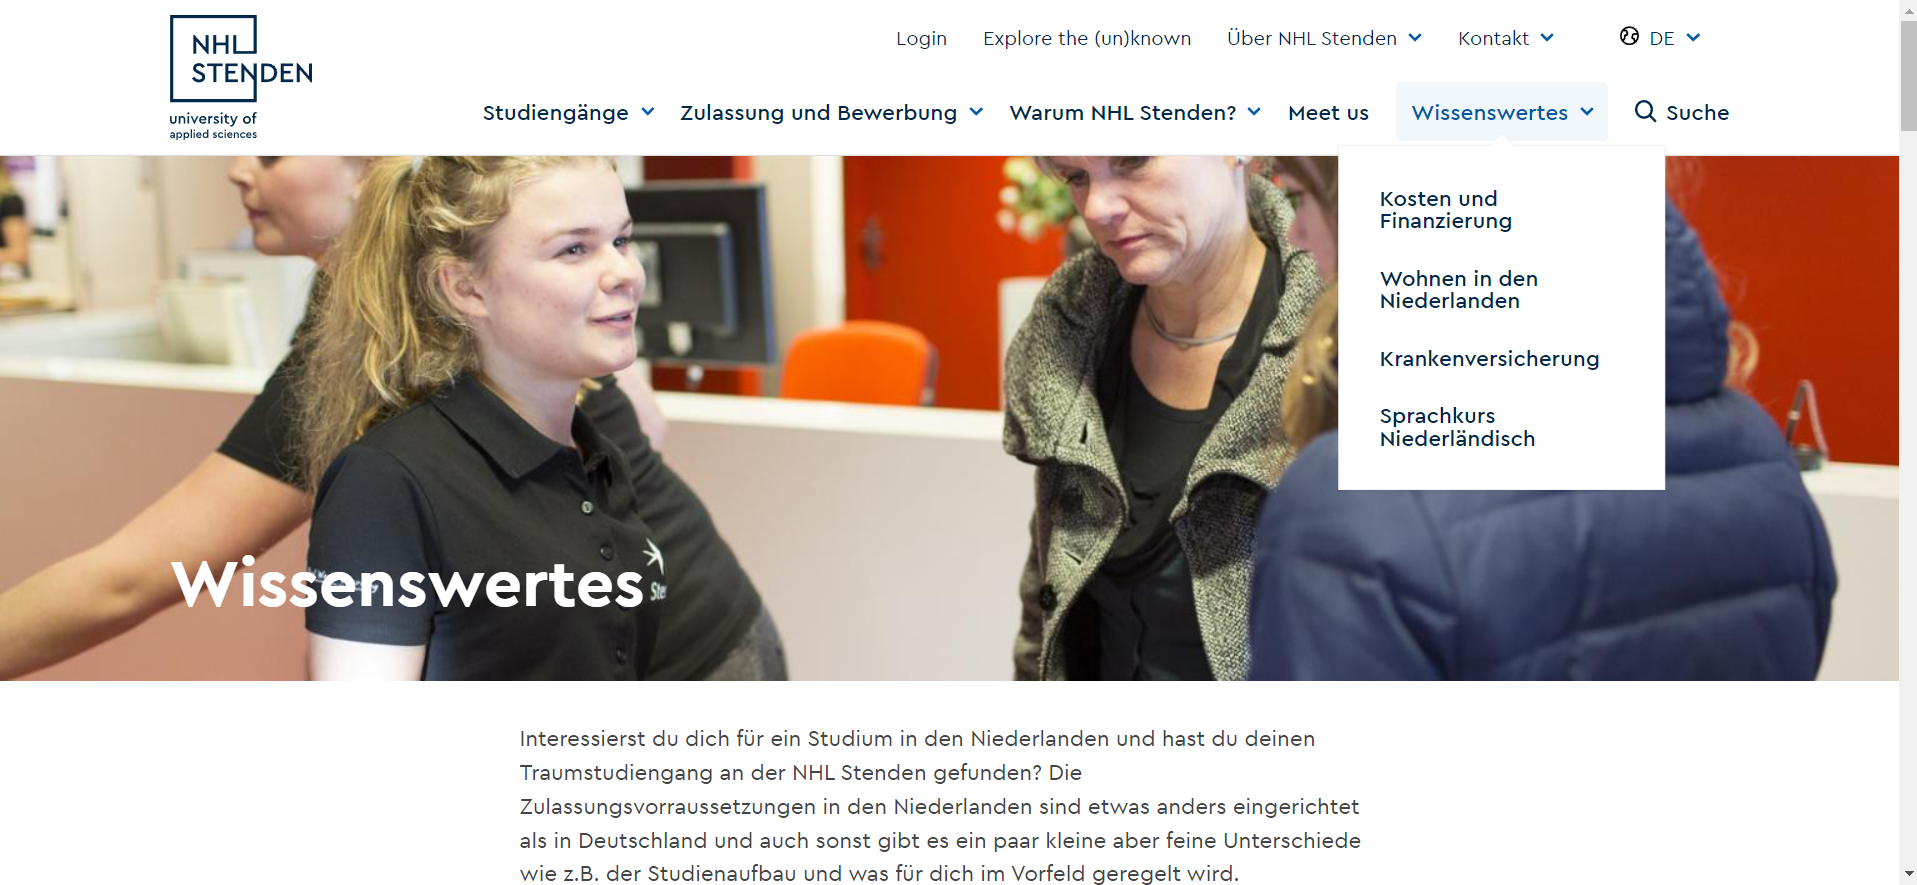 NHL
STENDEN
university of
applied sciences
Login
Explore the (un)known
Über NHL Stenden
Kontakt
DE
Studiengänge
Zulassung und Bewerbung
Warum NHL Stenden?
Meet us
Wissenswertes
Suche
Kosten und
Finanzierung
Wohnen in den
Niederlanden
Krankenversicherung
Sprachkurs
Niederländisch
Wissenswertes
Interessierst du dich für ein Studium in den Niederlanden und hast du deinen
Traumstudiengang an der NHL Stenden gefunden? Die
Zulassungsvorraussetzungen in den Niederlanden sind etwas anders eingerichtet
als in Deutschland und auch sonst gibt es ein paar kleine aber feine Unterschiede
wie z.B. der Studienaufbau und was für dich im Vorfeld geregelt wird.